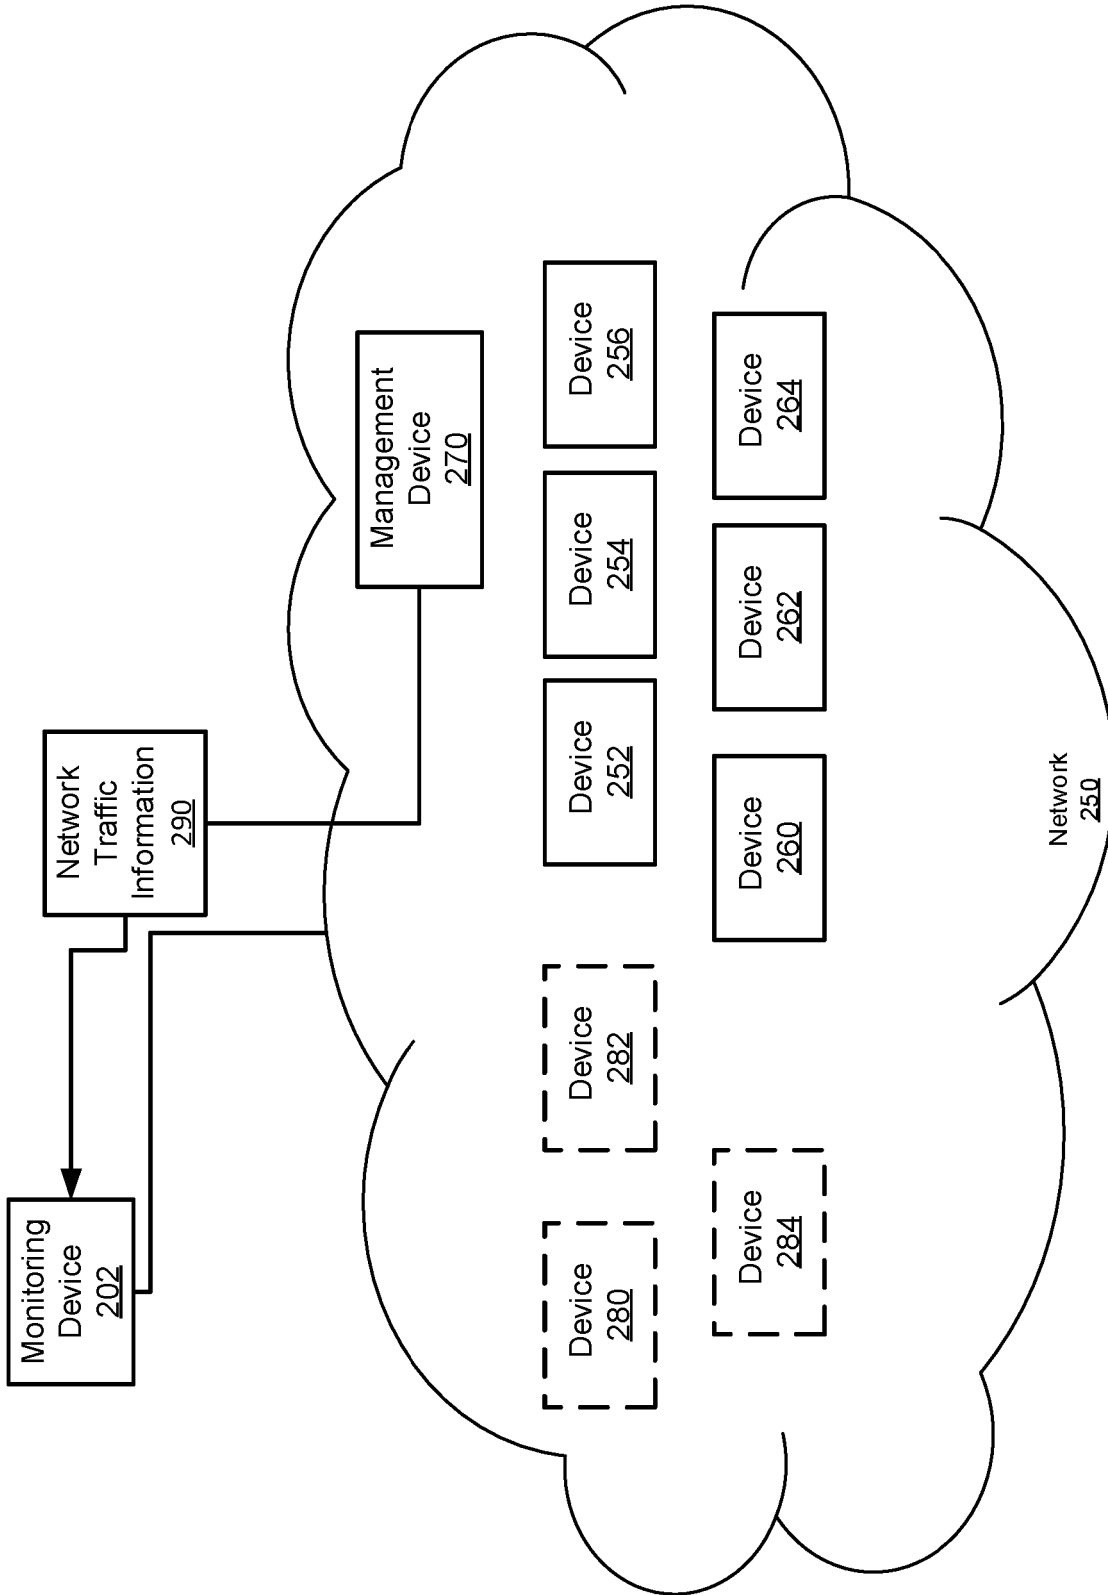 Monitoring
Device
202
Network
Traffic
Information
290
Management
Device
270
Device
280
Device
282
Device
252
Device
254
Device
256
Device
284
Device
260
Device
262
Device
264
Network
250